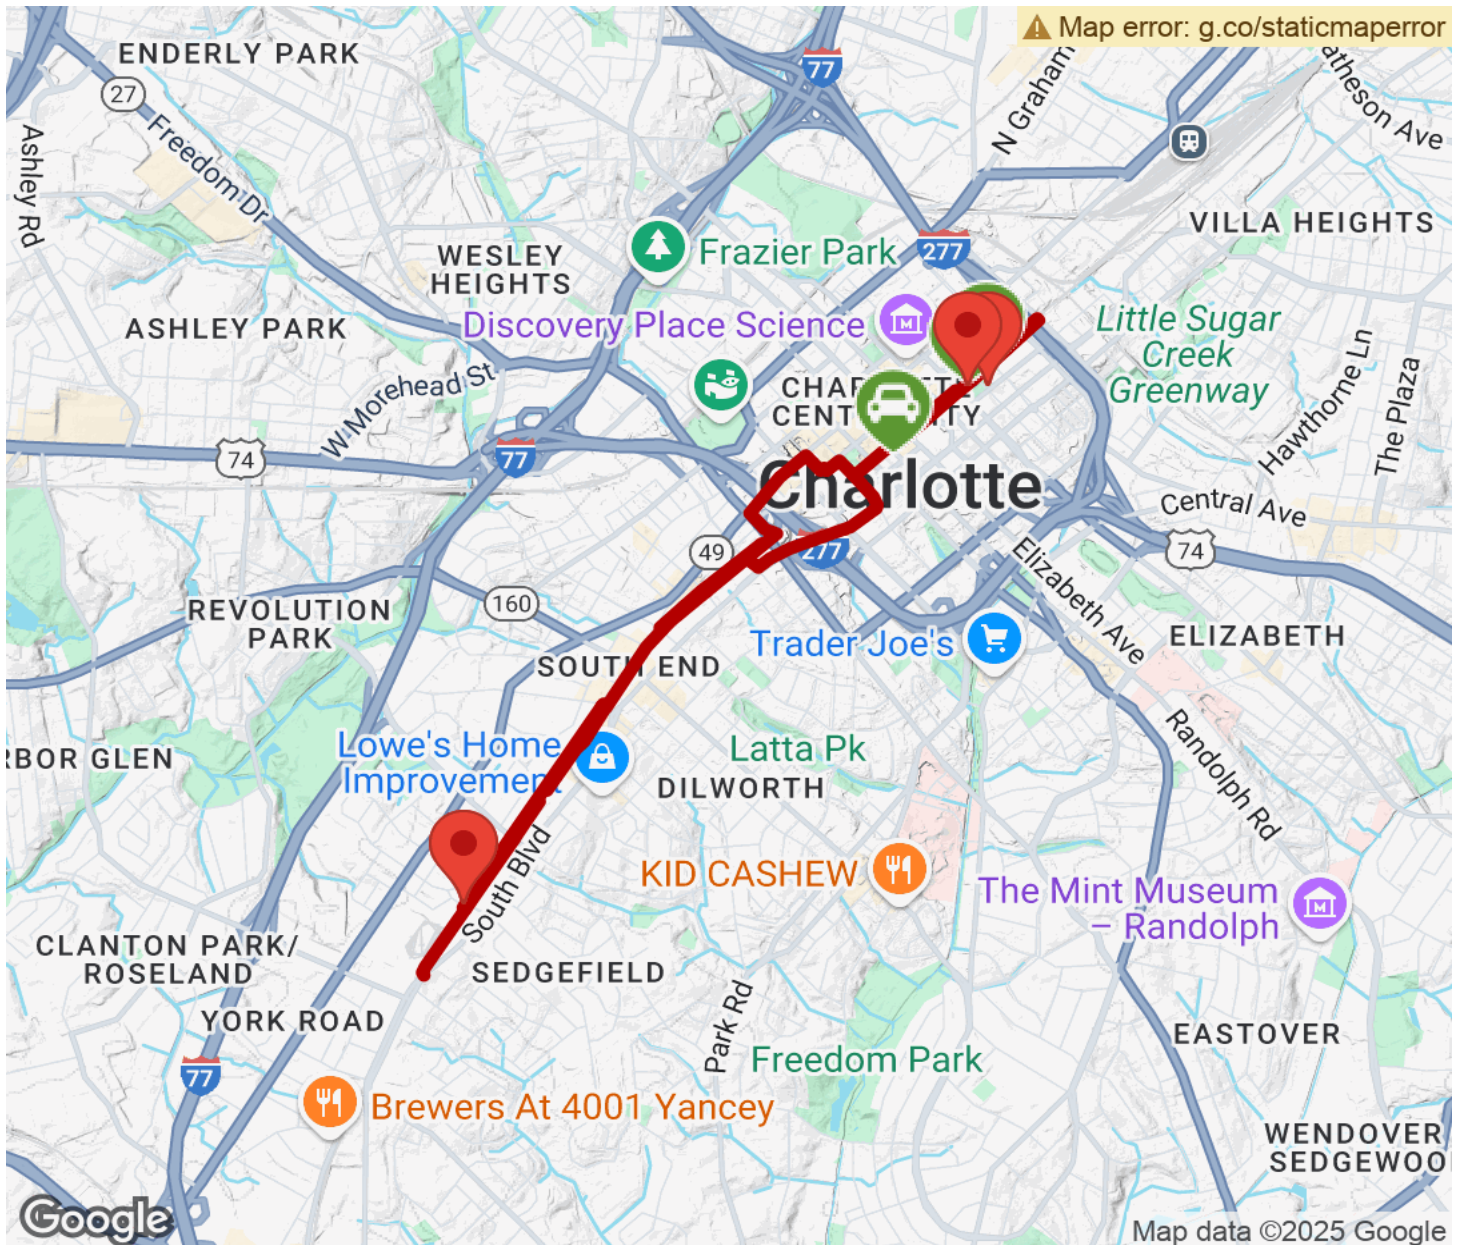 Map error: g.co/staticmaperror
ENDERLY PARK
77
27
N Graham
atheson Ave
Freedom Dr
Ashley Rd
VILLA HEIGHTS
WESLEY
HEIGHTS
Frazier Park
277
ASHLEY PARK
Discovery Place Science
Little Sugar
Creek
Greenway
W Morehead St
Hawthorne Ln
The Plaza
74
77
Charlotte
Central Ave
49
277
74
Elizabeth Ave
REVOLUTION
PARK
160
Trader Joe's
ELIZABETH
SOUTH END
RBOR GLEN
Lowe's Home
Improvement
Latta Pk
DILWORTH
Randolph Rd
South Blvd
KID CASHEW
The Mint Museum
– Randolph
CLANTON PARK/
ROSELAND
SEDGEFIELD
YORK ROAD
Park Rd
EASTOVER
77
Freedom Park
Brewers At 4001 Yancey
WENDOVER
SEDGEWOO
Google
Map data ©2025 Google